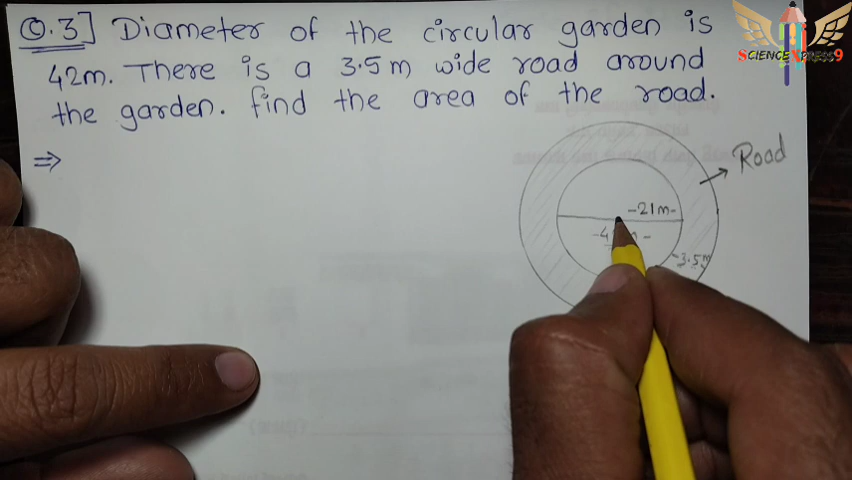 Q.3] Diameter of the circular garden is
42m. There is a 3.5m wide road around
the garden. find the area of the road.
⇒
Road
-21m-
3.5m
SCIENCEXPRESS9